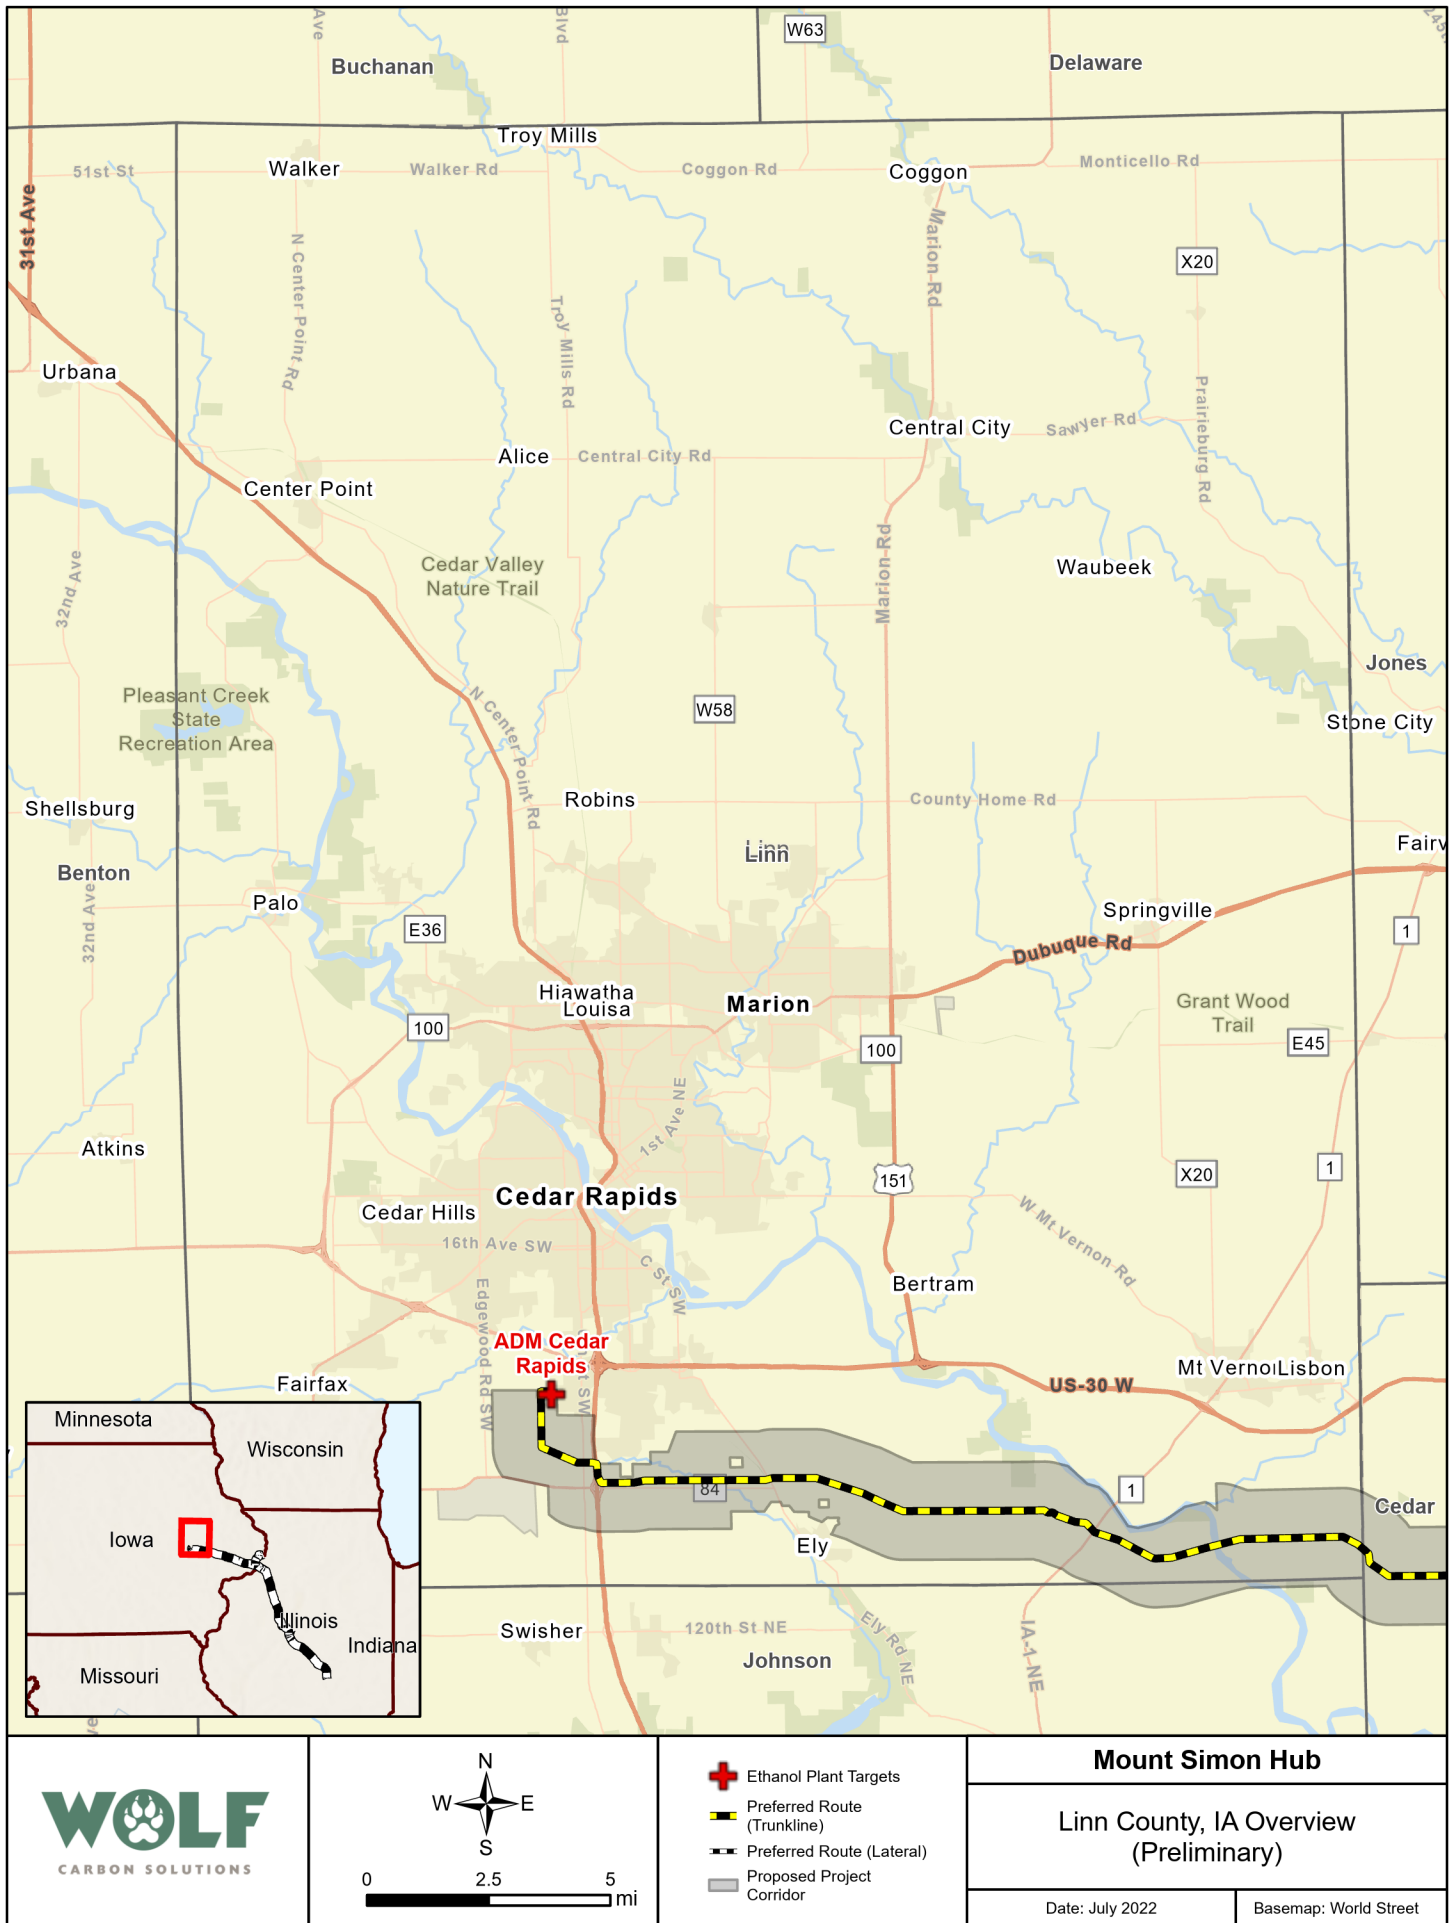 Ave
Blvd
W63
245th
Buchanan
Delaware
Troy Mills
51st St
Walker
Walker Rd
Coggon Rd
Coggon
Monticello Rd
31st Ave
N Center Point Rd
Marion Rd
X20
Troy Mills Rd
Urbana
Prairieburg Rd
Central City
Sawyer Rd
Alice
Central City Rd
Center Point
Marion Rd
32nd Ave
Cedar Valley
Nature Trail
Waubeek
Jones
Pleasant Creek
State
Recreation Area
N Center Point Rd
W58
Stone City
Shellsburg
Robins
County Home Rd
Linn
Linn
Fairv
Benton
32nd Ave
Palo
E36
Springville
1
Dubuque Rd
Hiawatha
Louisa
Marion
Grant Wood
Trail
100
100
E45
1st Ave NE
Atkins
1
151
X20
Cedar Rapids
Cedar Hills
16th Ave SW
W Mt Vernon Rd
C St SW
Edgewood Rd SW
Bertram
ADM Cedar
Rapids
Mt Vernon
Lisbon
US-30 W
Fairfax
84
1
Cedar
Ely
Swisher
120th St NE
Ely Rd NE
IA-1 NE
Johnson
Minnesota
Wisconsin
Iowa
Illinois
Indiana
Missouri
WOLF
CARBON SOLUTIONS
N
W
E
S
0
2.5
5
mi
Ethanol Plant Targets
Preferred Route
(Trunkline)
Preferred Route (Lateral)
Proposed Project
Corridor
Mount Simon Hub
Linn County, IA Overview
(Preliminary)
Date: July 2022
Basemap: World Street